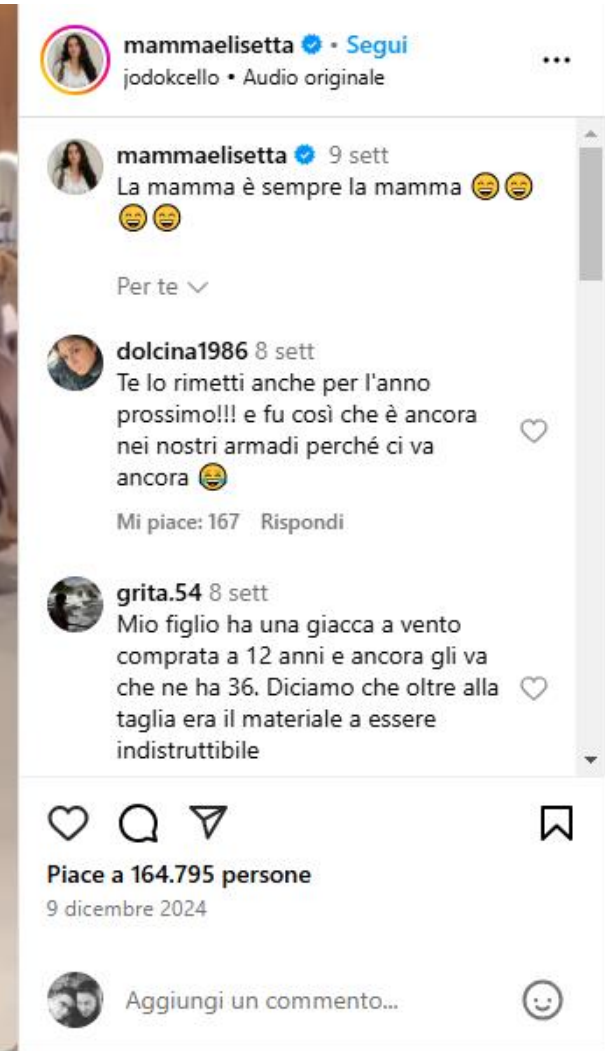 mammaelisetta • Segui
jodokcello • Audio originale
mammaelisetta 9 sett
La mamma è sempre la mamma 😄😄
😄😄
Per te
dolcina1986 8 sett
Te lo rimetti anche per l'anno
prossimo!!! e fu così che è ancora
nei nostri armadi perché ci va
ancora 😂
Mi piace: 167 Rispondi
grita.54 8 sett
Mio figlio ha una giacca a vento
comprata a 12 anni e ancora gli va
che ne ha 36. Diciamo che oltre alla
taglia era il materiale a essere
indistruttibile
Piace a 164.795 persone
9 dicembre 2024
Aggiungi un commento...